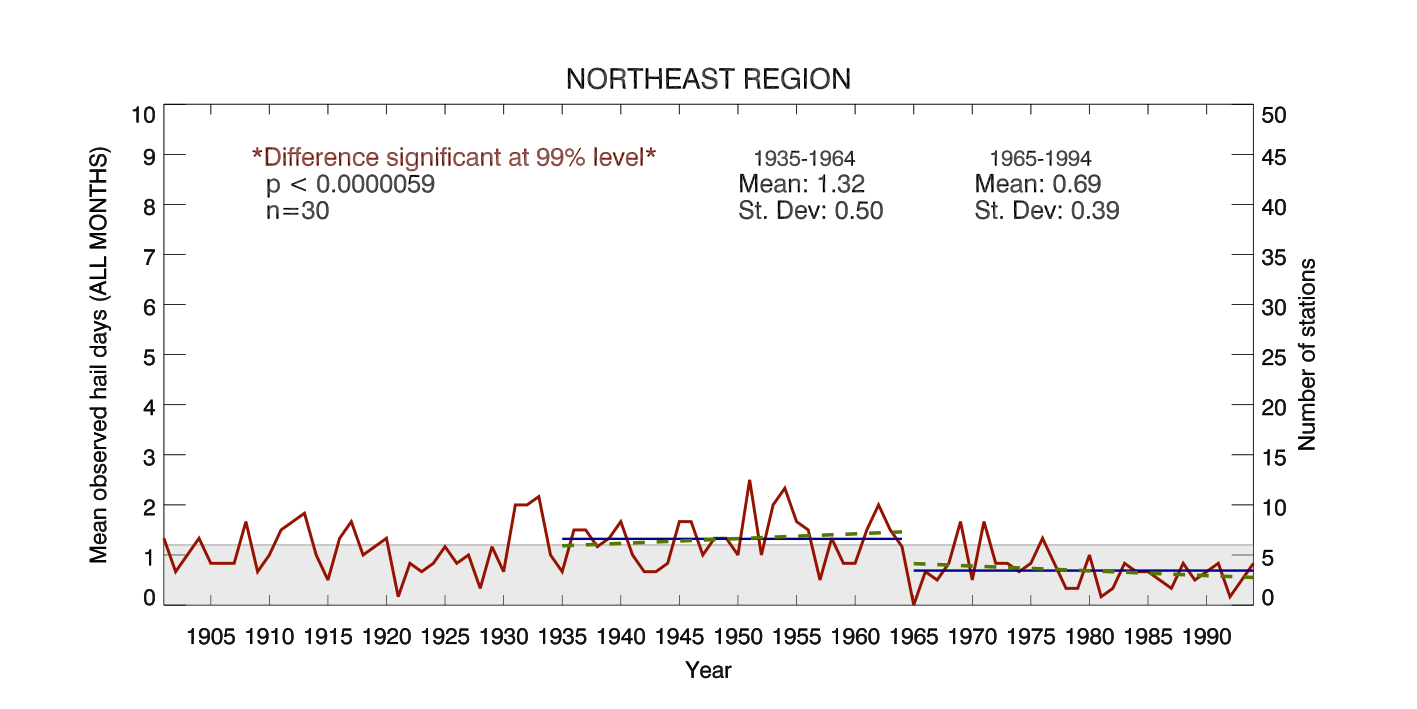 NORTHEAST REGION
*Difference significant at 99% level*
p < 0.0000059
n=30
1935-1964
Mean: 1.32
St. Dev: 0.50
1965-1994
Mean: 0.69
St. Dev: 0.39
Mean observed hail days (ALL MONTHS)
10
9
8
7
6
5
4
3
2
1
0
50
45
40
35
30
25
20
15
10
5
0
Number of stations
1905 1910 1915 1920 1925 1930 1935 1940 1945 1950 1955 1960 1965 1970 1975 1980 1985 1990
Year